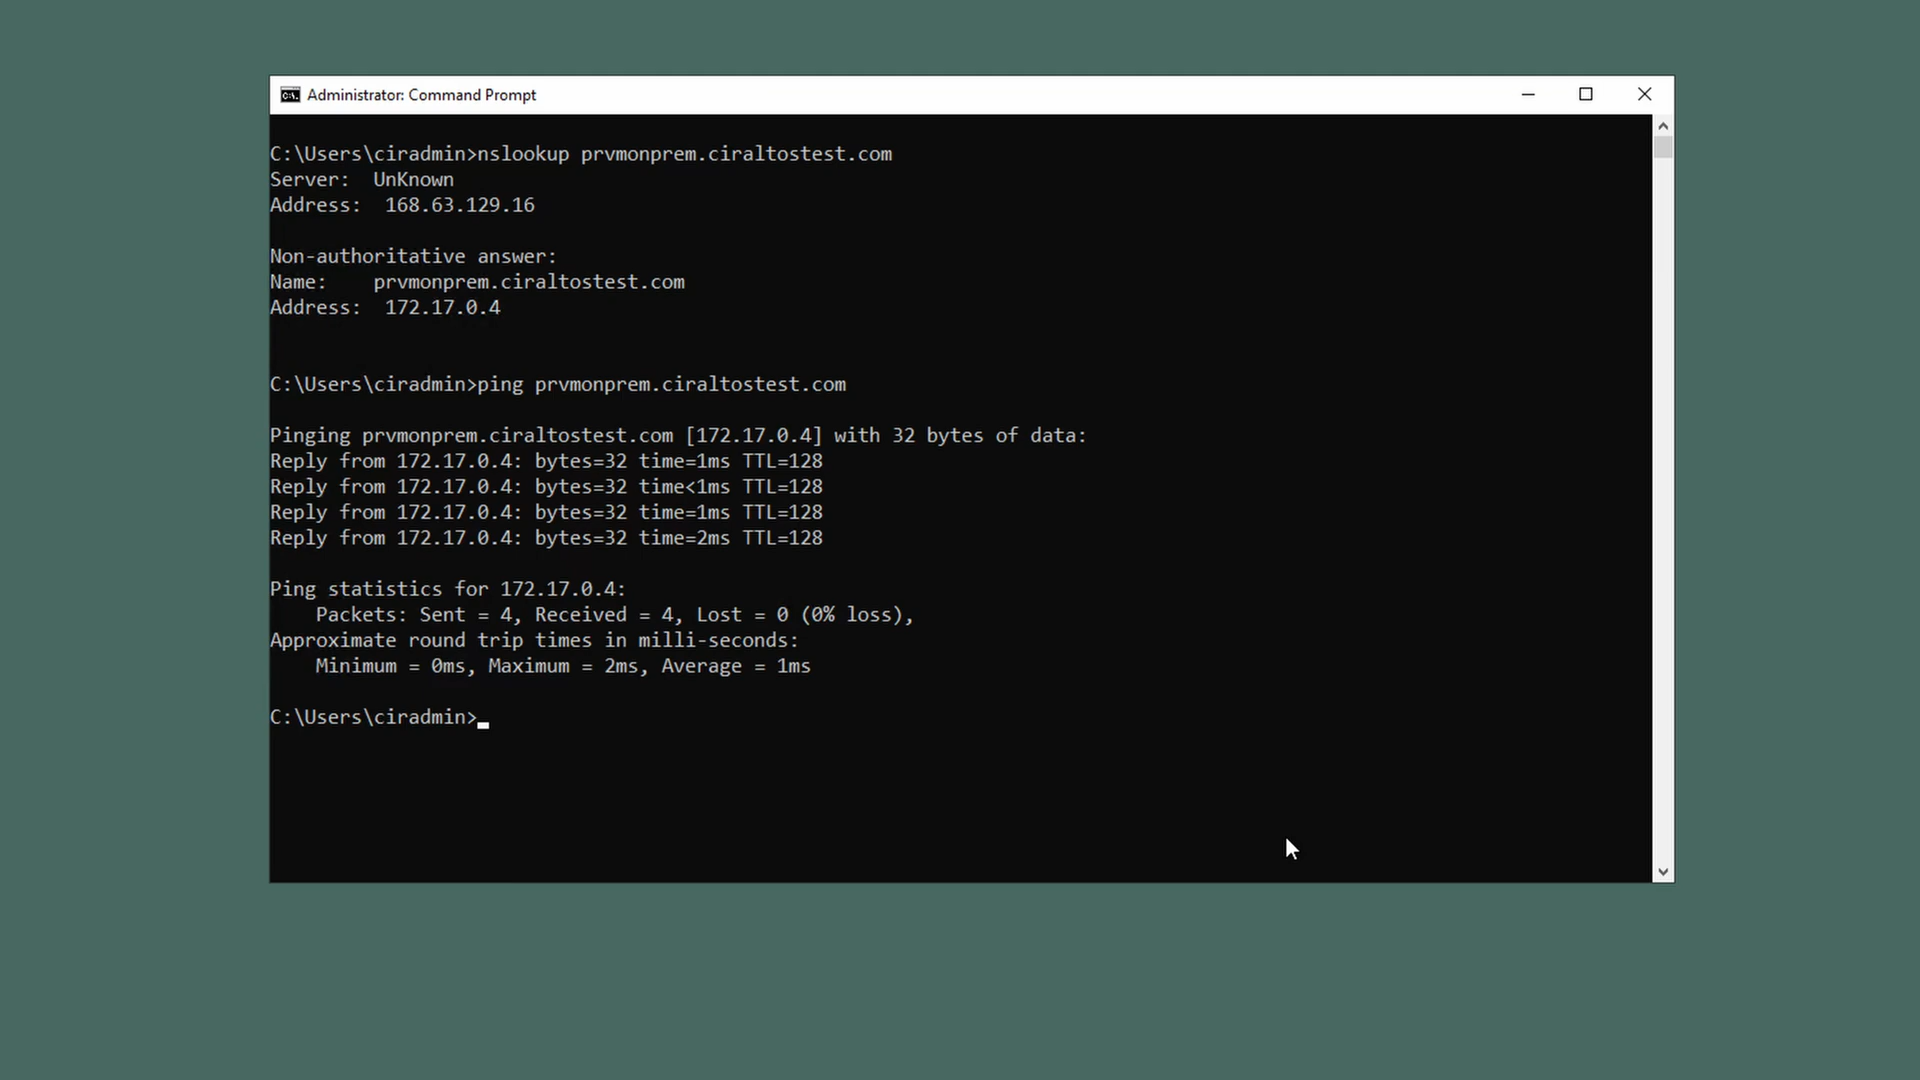 Administrator: Command Prompt
C:\Users\ciradmin>nslookup prvmonprem.ciraltostest.com
Server:  UnKnown
Address:  168.63.129.16
Non-authoritative answer:
Name:    prvmonprem.ciraltostest.com
Address:  172.17.0.4
C:\Users\ciradmin>ping prvmonprem.ciraltostest.com
Pinging prvmonprem.ciraltostest.com [172.17.0.4] with 32 bytes of data:
Reply from 172.17.0.4: bytes=32 time=1ms TTL=128
Reply from 172.17.0.4: bytes=32 time<1ms TTL=128
Reply from 172.17.0.4: bytes=32 time=1ms TTL=128
Reply from 172.17.0.4: bytes=32 time=2ms TTL=128
Ping statistics for 172.17.0.4:
    Packets: Sent = 4, Received = 4, Lost = 0 (0% loss),
Approximate round trip times in milli-seconds:
    Minimum = 0ms, Maximum = 2ms, Average = 1ms
C:\Users\ciradmin>